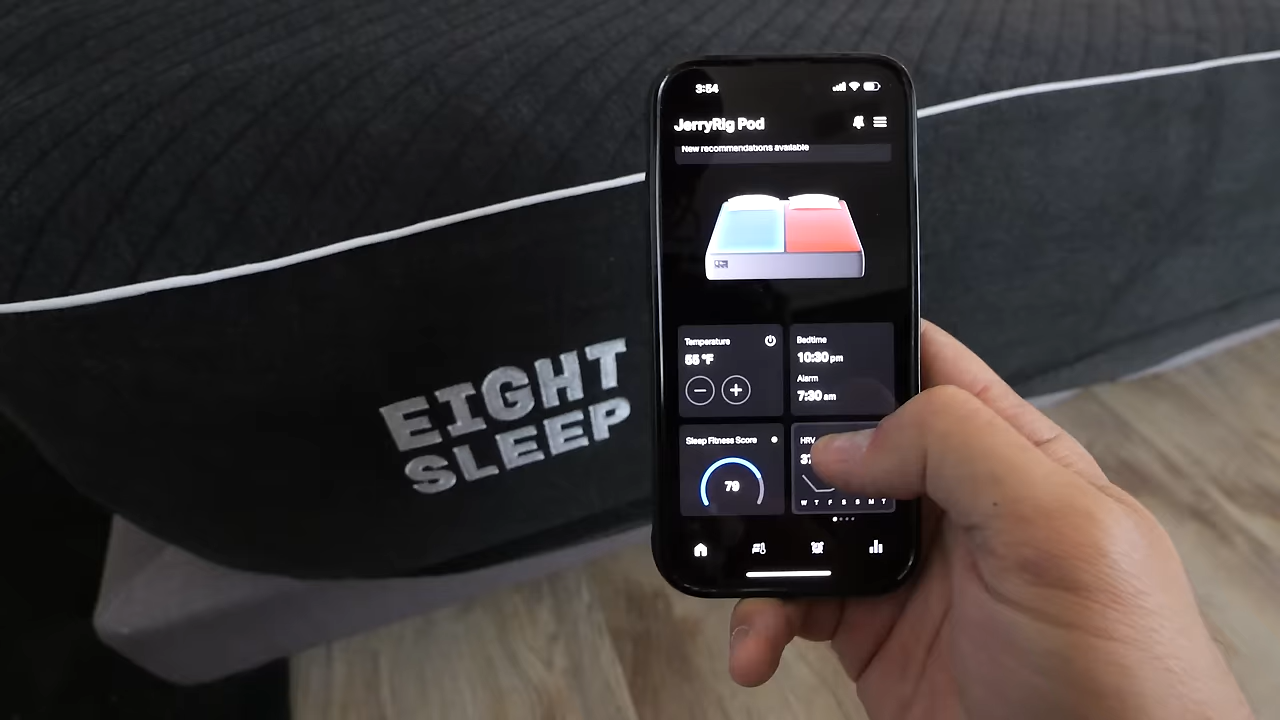 3:54
JerryRig Pod
New recommendations available
Temperature
55 °F
Bedtime
10:30 pm
Alarm
7:30 am
Sleep Fitness Score
79
HRV
W T F S S M T
EIGHT
SLEEP